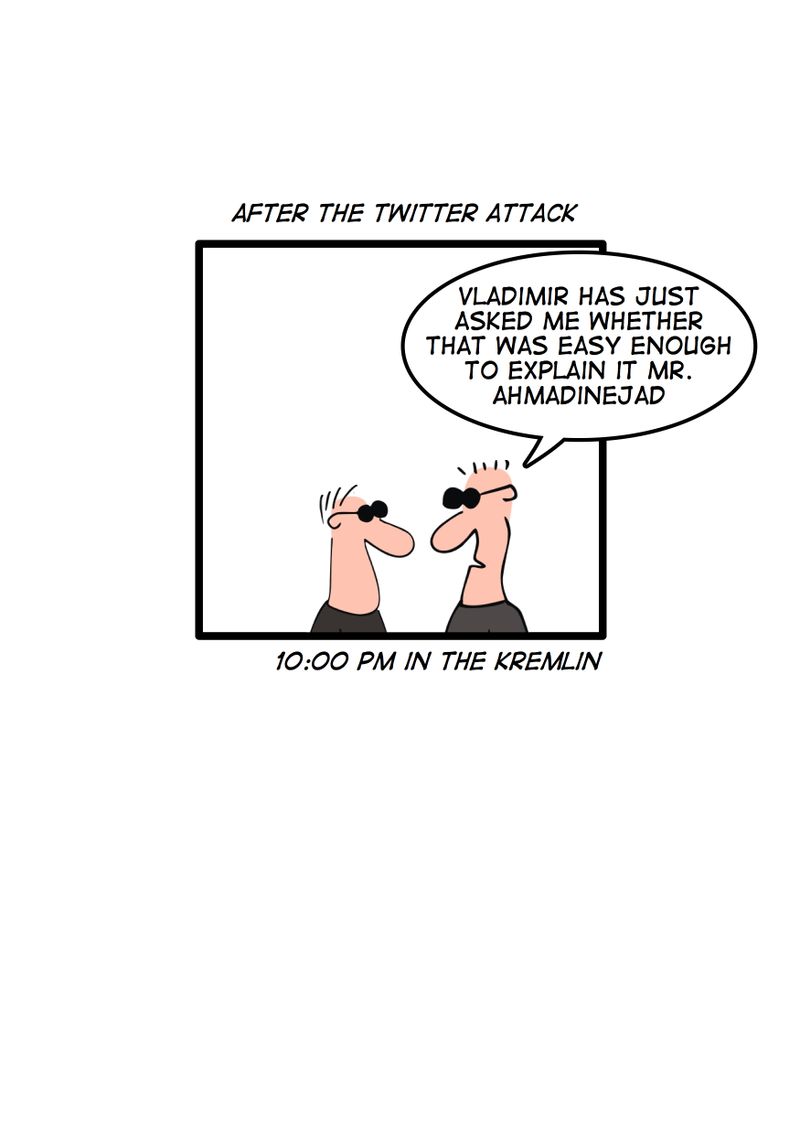 AFTER THE TWITTER ATTACK
VLADIMIR HAS JUST
ASKED ME WHETHER
THAT WAS EASY ENOUGH
TO EXPLAIN IT MR.
AHMADINEJAD
10:00 PM IN THE KREMLIN